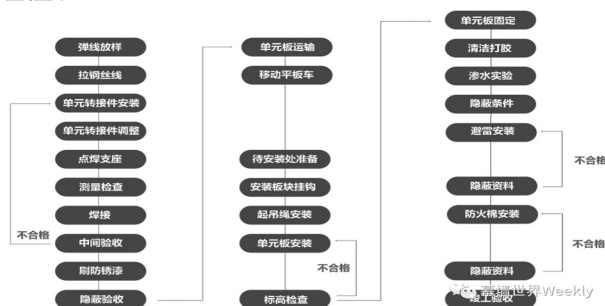 弹线放样
拉钢丝线
单元转接件安装
单元转接件调整
点焊支座
测量检查
焊接
不合格
中间验收
刷防锈漆
隐蔽验收
单元板运输
移动平板车
待安装处准备
安装板块挂钩
起吊绳安装
单元板安装
不合格
标高检查
单元板固定
清洁打胶
渗水实验
隐蔽条件
避雷安装
不合格
隐蔽资料
防火棉安装
不合格
隐蔽资料
幕墙世界Weekly
竣工验收